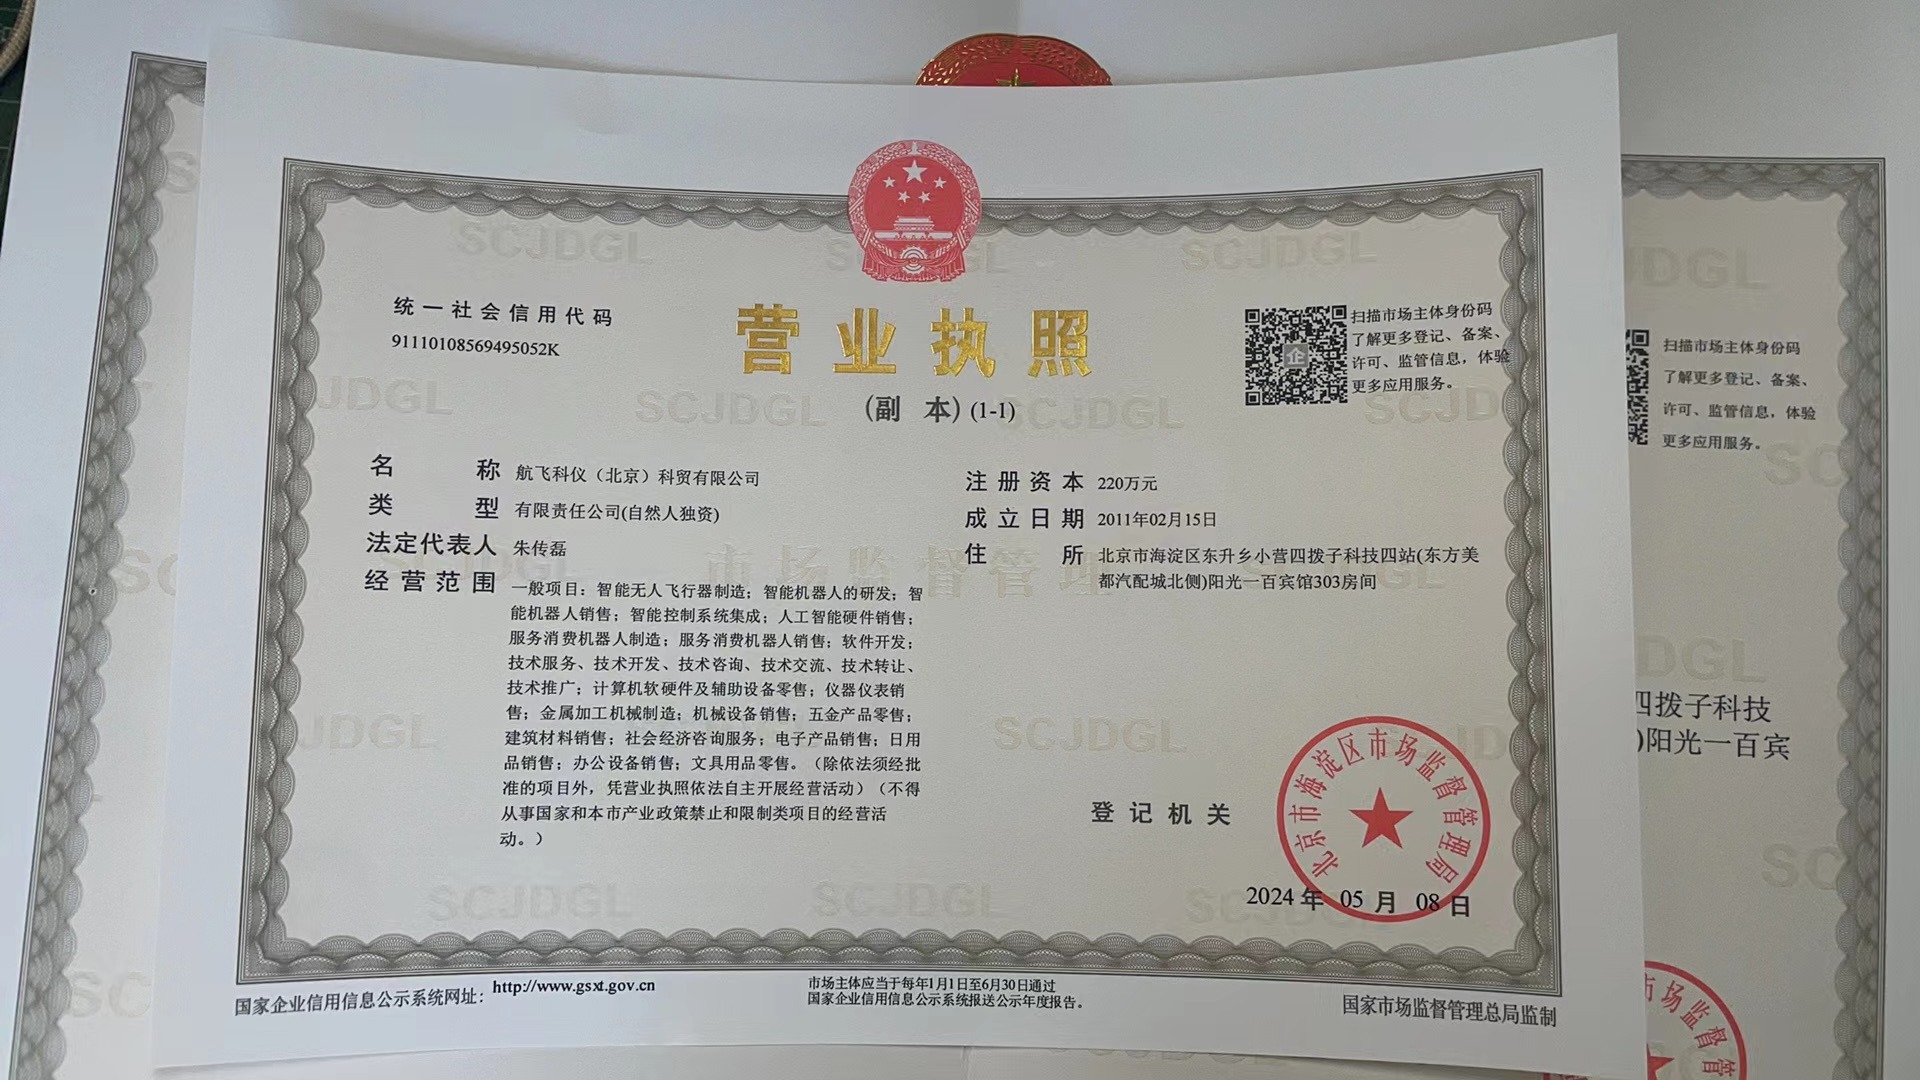 统一社会信用代码
91110108569495052K
营业执照
(副 本)(1-1)
扫描市场主体身份码
了解更多登记、备案、
许可、监管信息，体验
更多应用服务。
名称 航飞科仪（北京）科贸有限公司
类型 有限责任公司(自然人独资)
法定代表人 朱传磊
经营范围 一般项目：智能无人飞行器制造；智能机器人的研发；智
能机器人销售；智能控制系统集成；人工智能硬件销售；
服务消费机器人制造；服务消费机器人销售；软件开发；
技术服务、技术开发、技术咨询、技术交流、技术转让、
技术推广；计算机软硬件及辅助设备零售；仪器仪表销
售；金属加工机械制造；机械设备销售；五金产品零售；
建筑材料销售；社会经济咨询服务；电子产品销售；日用
品销售；办公设备销售；文具用品零售。（除依法须经批
准的项目外，凭营业执照依法自主开展经营活动）（不得
从事国家和本市产业政策禁止和限制类项目的经营活
动。）
注册资本 220万元
成立日期 2011年02月15日
住所 北京市海淀区东升乡小营四拨子科技四站(东方美
都汽配城北侧)阳光一百宾馆303房间
登记机关
北京市海淀区市场监督管理局
2024年05月08日
国家企业信用信息公示系统网址：http://www.gsxt.gov.cn
市场主体应当于每年1月1日至6月30日通过
国家企业信用信息公示系统报送公示年度报告。
国家市场监督管理总局监制
扫描市场主体身份码
了解更多登记、备案、
许可、监管信息，体验
更多应用服务。
四拨子科技
)阳光一百宾
市场监督管
SCJDGL
市场监督管理